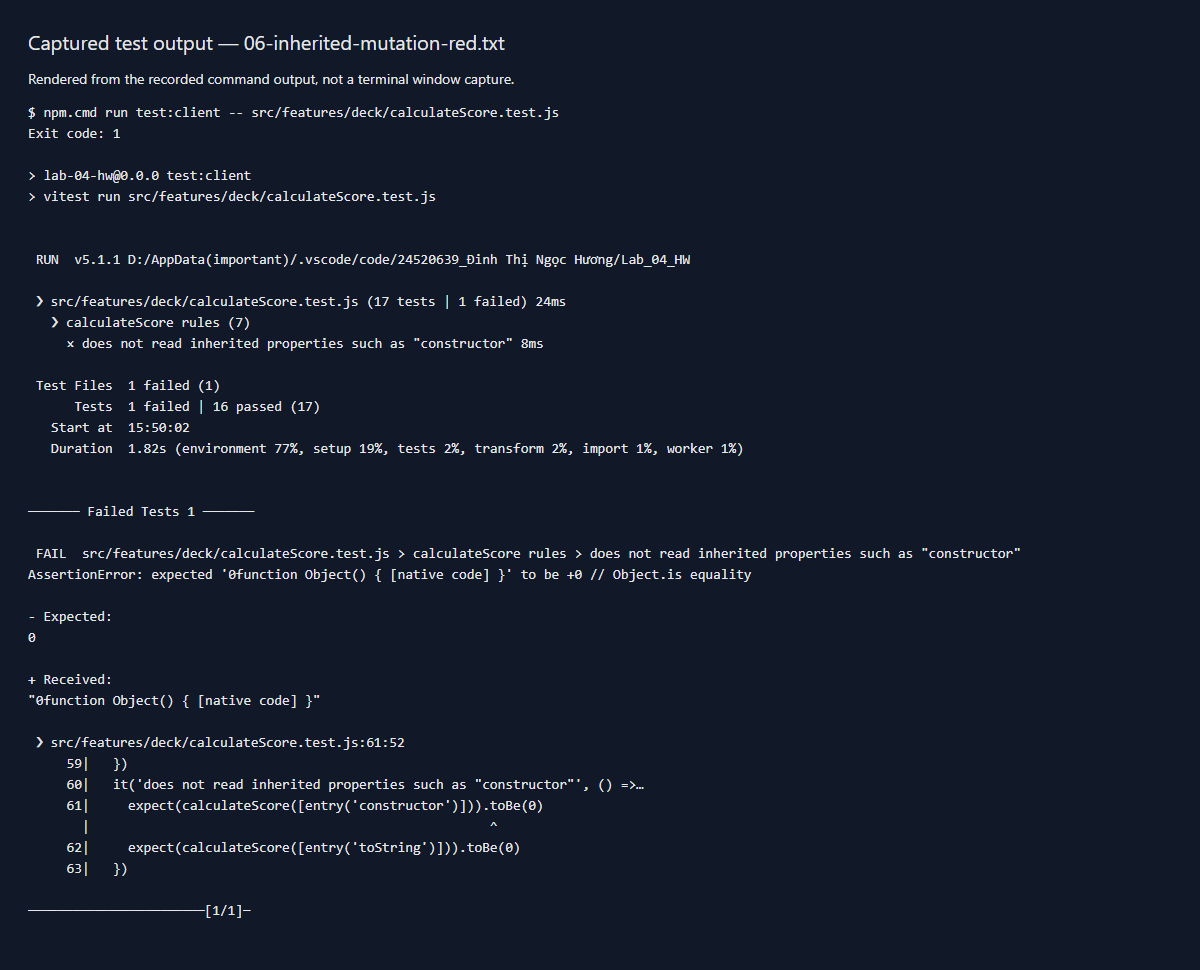 Captured test output — 06-inherited-mutation-red.txt
Rendered from the recorded command output, not a terminal window capture.
$ npm.cmd run test:client -- src/features/deck/calculateScore.test.js
Exit code: 1
> lab-04-hw@0.0.0 test:client
> vitest run src/features/deck/calculateScore.test.js
RUN  v5.1.1 D:/AppData(important)/.vscode/code/24520639_Đinh Thị Ngọc Hương/Lab_04_HW
❯ src/features/deck/calculateScore.test.js (17 tests | 1 failed) 24ms
❯ calculateScore rules (7)
× does not read inherited properties such as "constructor" 8ms
Test Files  1 failed (1)
Tests  1 failed | 16 passed (17)
Start at  15:50:02
Duration  1.82s (environment 77%, setup 19%, tests 2%, transform 2%, import 1%, worker 1%)
─────── Failed Tests 1 ───────
FAIL  src/features/deck/calculateScore.test.js > calculateScore rules > does not read inherited properties such as "constructor"
AssertionError: expected '0function Object() { [native code] }' to be +0 // Object.is equality
- Expected:
0
+ Received:
"0function Object() { [native code] }"
❯ src/features/deck/calculateScore.test.js:61:52
59|   })
60|   it('does not read inherited properties such as "constructor"', () =>…
61|     expect(calculateScore([entry('constructor')])).toBe(0)
|                                                    ^
62|     expect(calculateScore([entry('toString')])).toBe(0)
63|   })
───────────────────────[1/1]─